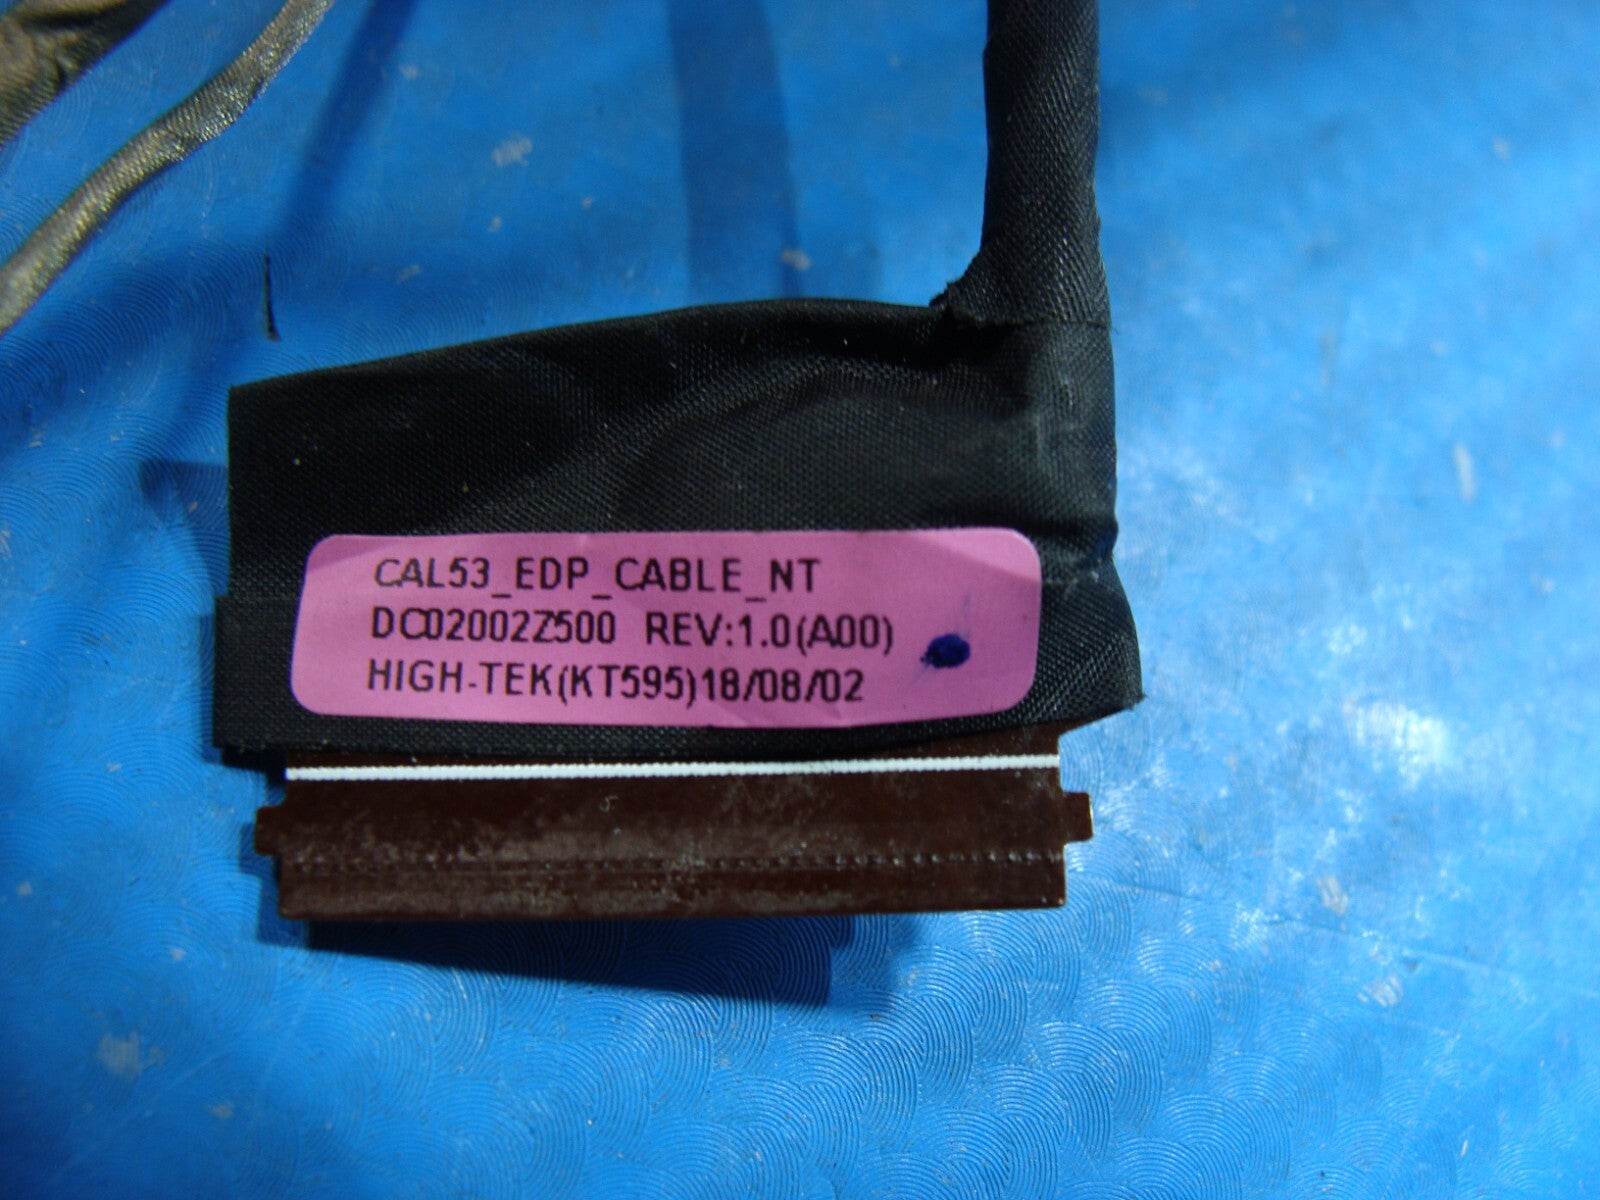 CAL53_EDP_CABLE_NT
DC02002Z500 REV:1.0(A00)
HIGH-TEK(KT595)18/08/02